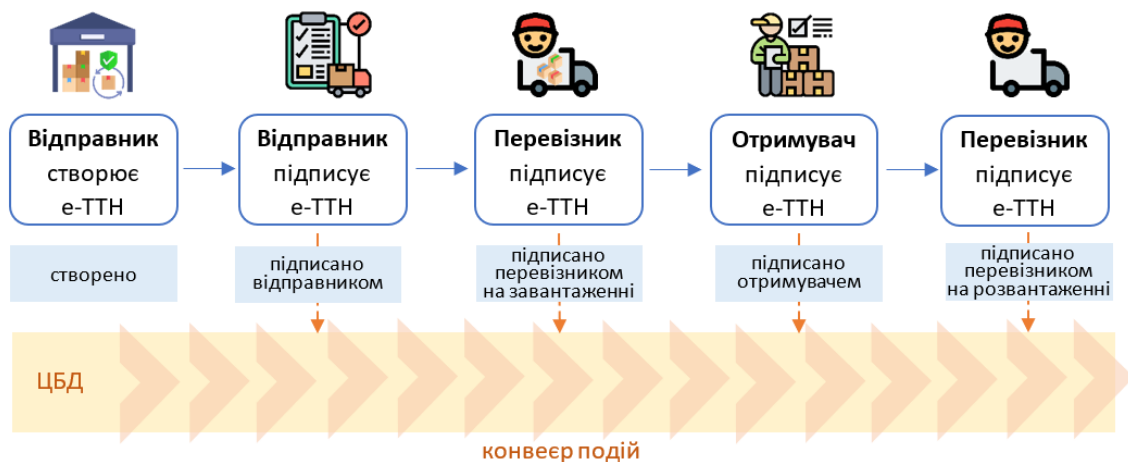 Відправник
створює
е-ТТН
Відправник
підписує
е-ТТН
Перевізник
підписує
е-ТТН
Отримувач
підписує
е-ТТН
Перевізник
підписує
е-ТТН
створено
підписано
відправником
підписано
перевізником
на завантаженні
підписано
отримувачем
підписано
перевізником
на розвантаженні
ЦБД
конвеєр подій